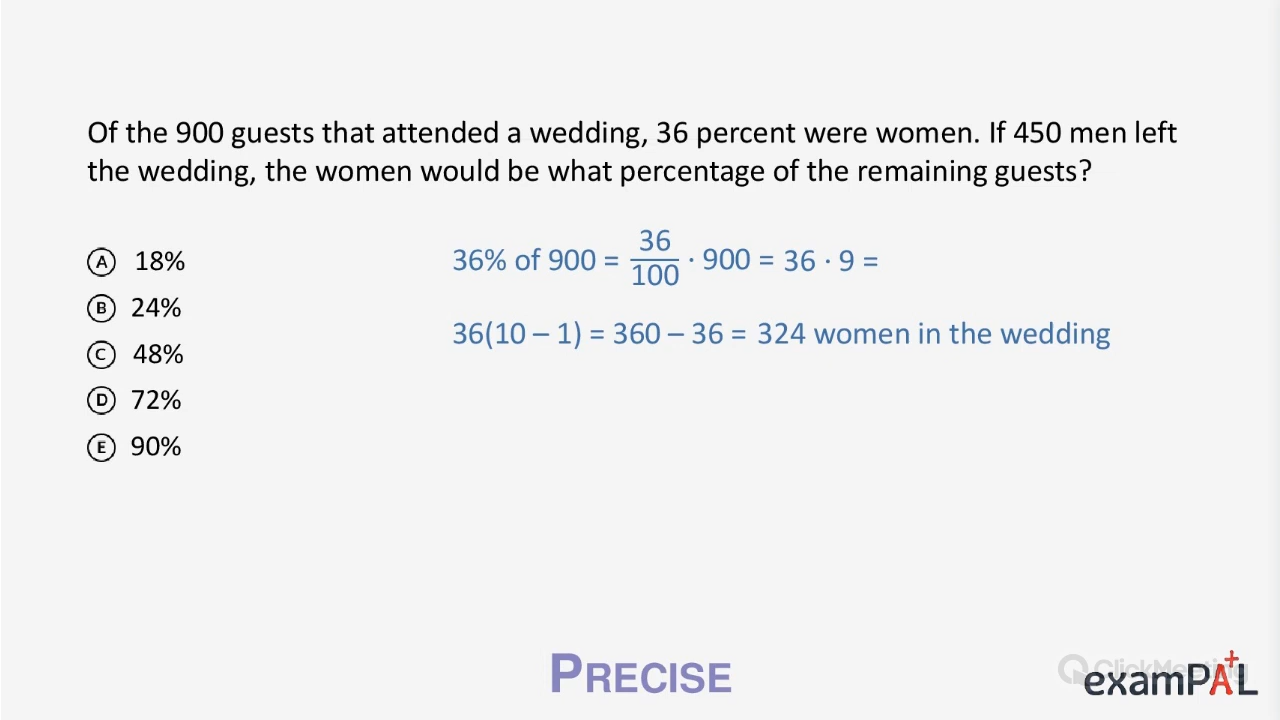 Of the 900 guests that attended a wedding, 36 percent were women. If 450 men left
the wedding, the women would be what percentage of the remaining guests?
A 18%
B 24%
C 48%
D 72%
E 90%
36% of 900 = 36/100 · 900 = 36 · 9 =
36(10 – 1) = 360 – 36 = 324 women in the wedding
PRECISE
ClickMeeting
examPAL+